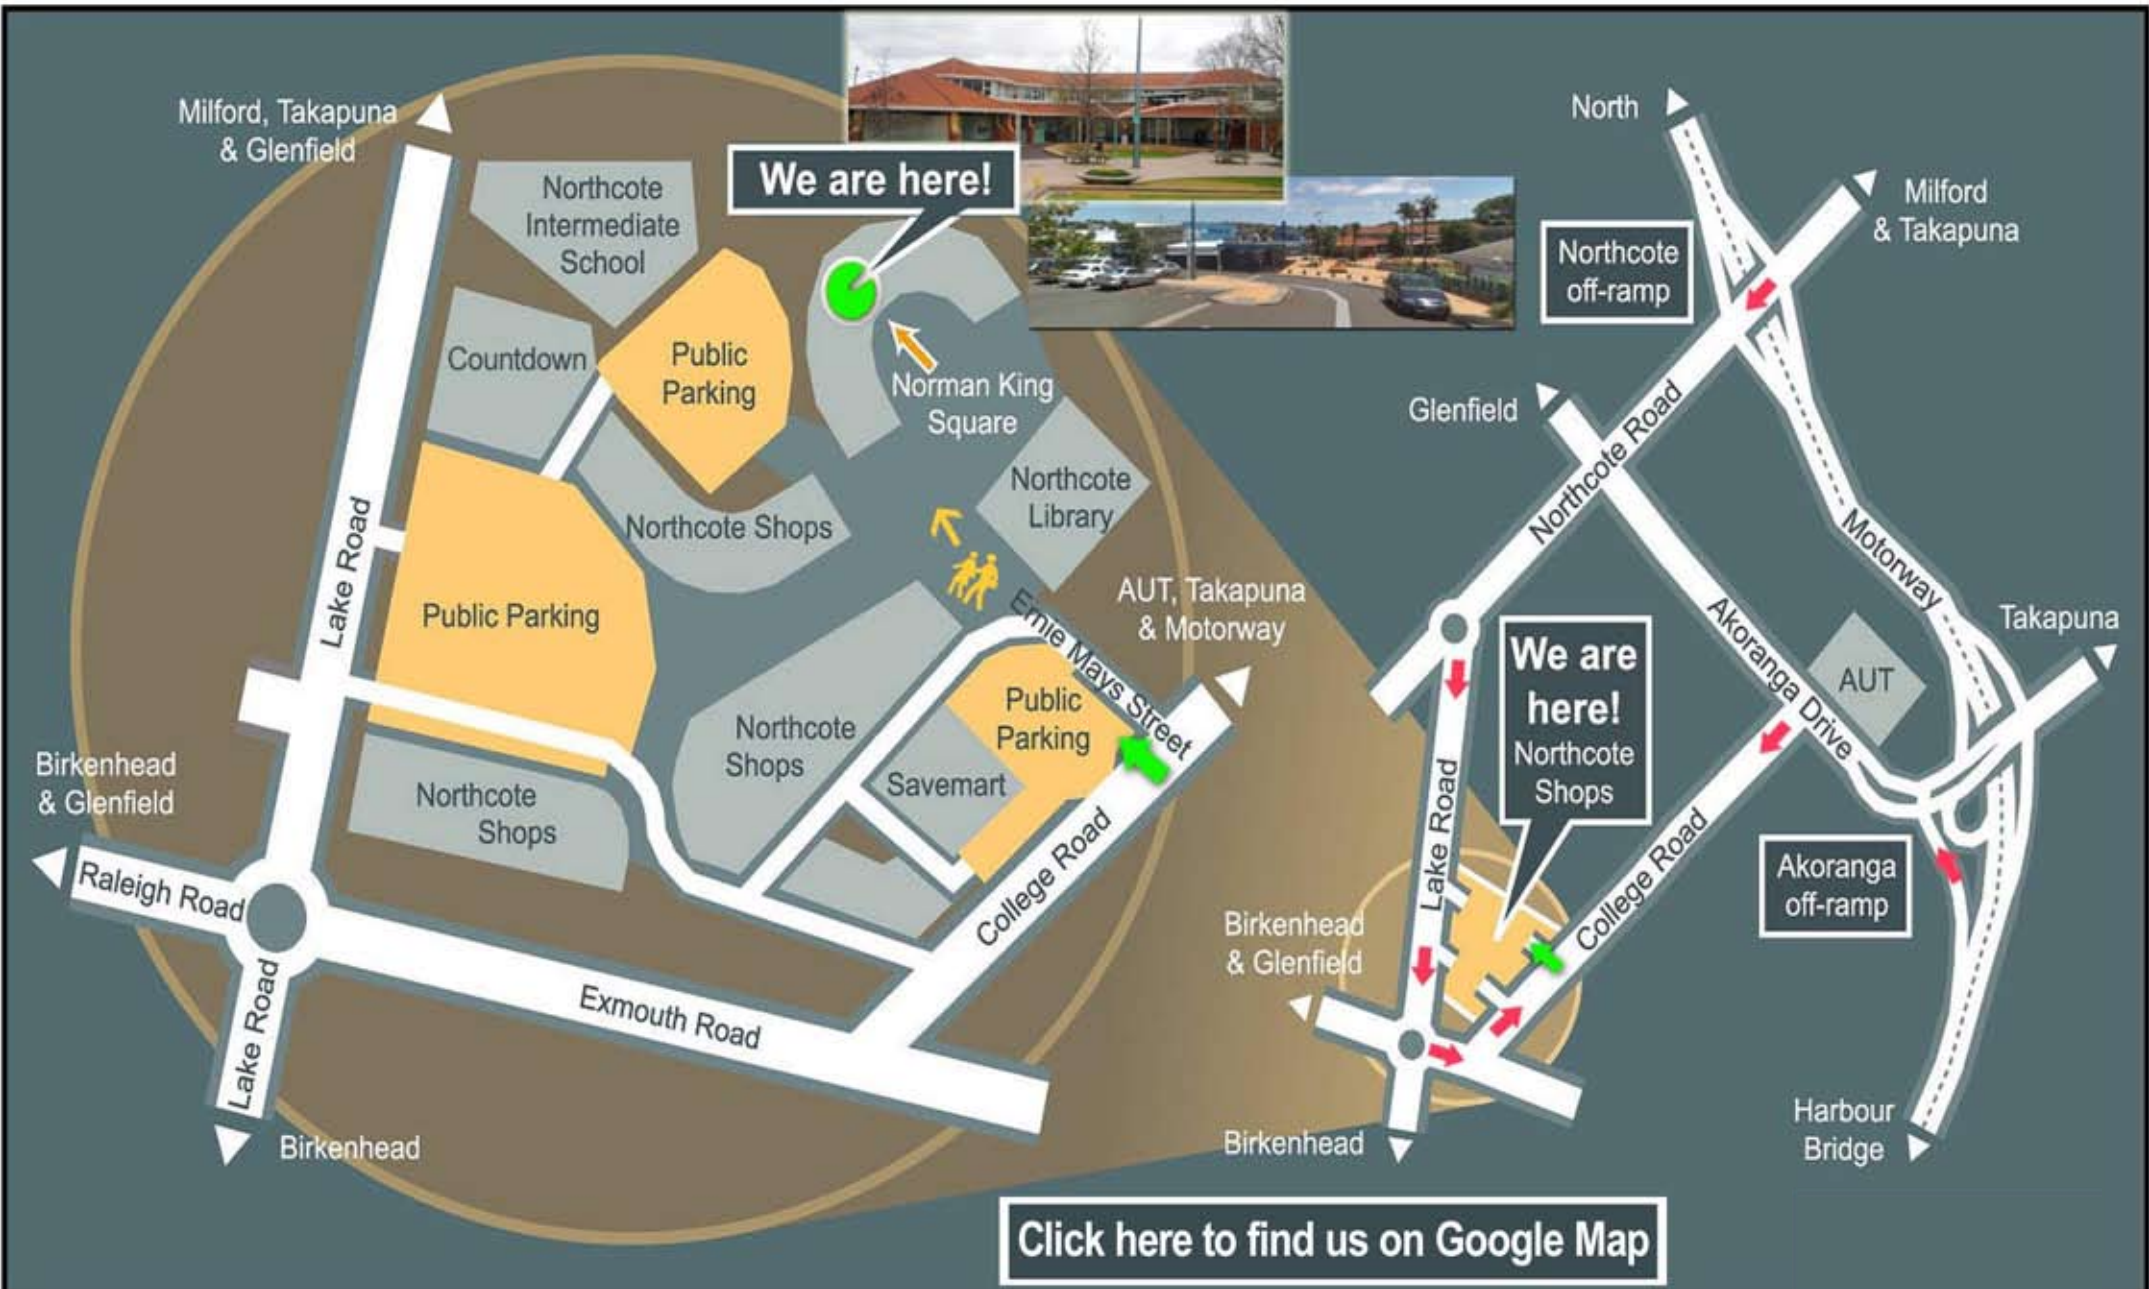 Milford, Takapuna
& Glenfield
Northcote
Intermediate
School
We are here!
Countdown
Public
Parking
Norman King
Square
Northcote
Library
Northcote Shops
Lake Road
Public Parking
Ernie Mays Street
AUT, Takapuna
& Motorway
Public
Parking
Northcote
Shops
Savemart
Northcote
Shops
Birkenhead
& Glenfield
Raleigh Road
College Road
Exmouth Road
Lake Road
Birkenhead
North
Milford
& Takapuna
Northcote
off-ramp
Glenfield
Northcote Road
Motorway
Akoranga Drive
Takapuna
AUT
We are
here!
Northcote
Shops
Lake Road
College Road
Akoranga
off-ramp
Birkenhead
& Glenfield
Birkenhead
Harbour
Bridge
Click here to find us on Google Map